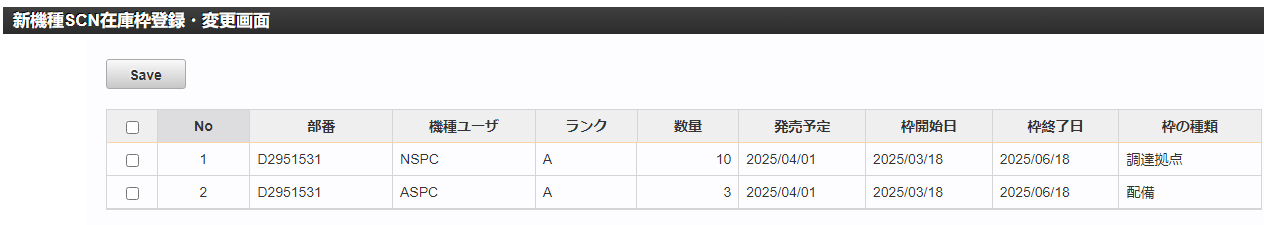 新機種SCN在庫枠登録・変更画面
Save
No 部番 機種ユーザ ランク 数量 発売予定 枠開始日 枠終了日 枠の種類
1 D2951531 NSPC A 10 2025/04/01 2025/03/18 2025/06/18 調達拠点
2 D2951531 ASPC A 3 2025/04/01 2025/03/18 2025/06/18 配備